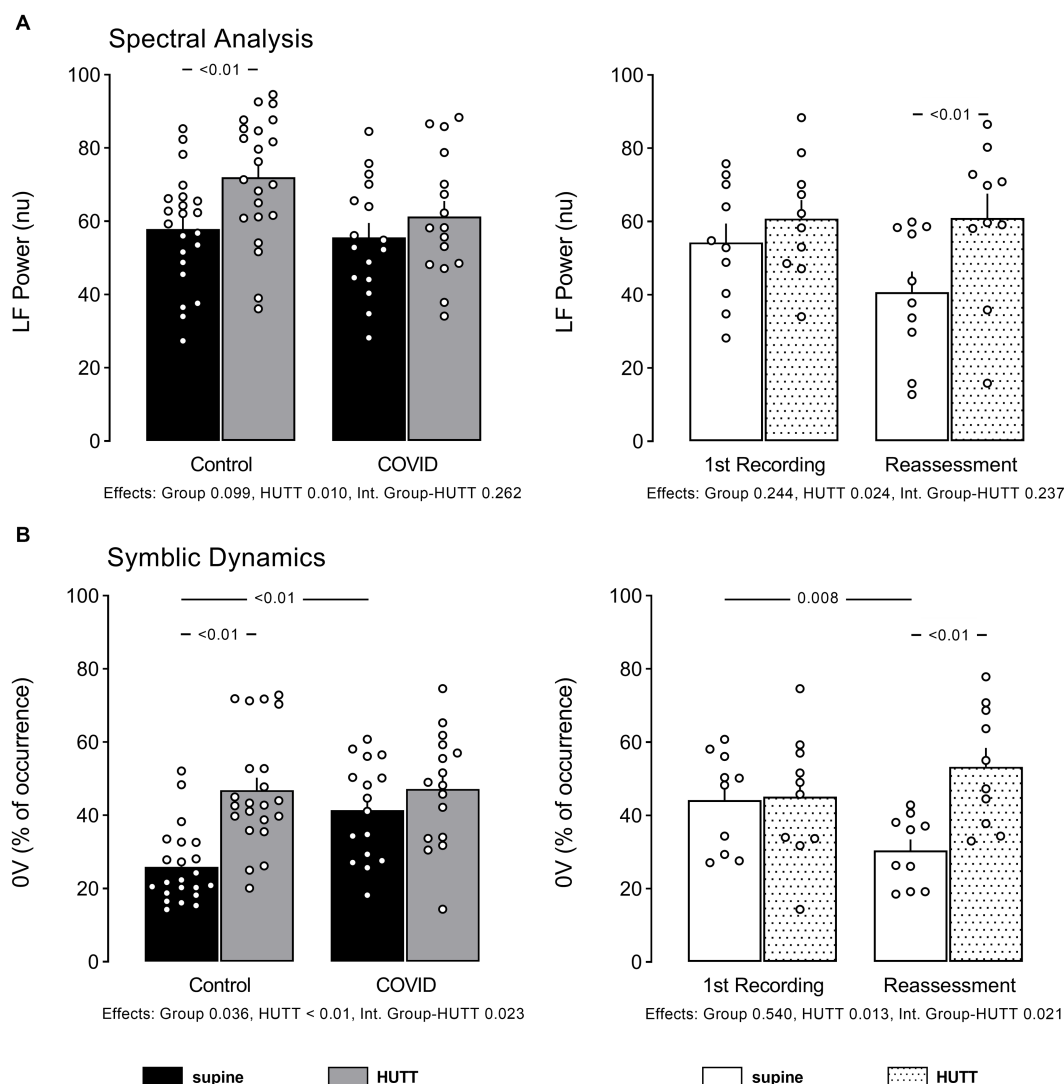 A
Spectral Analysis
<0.01
100
80
60
40
20
0
LF Power (nu)
Control
COVID
Effects: Group 0.099, HUTT 0.010, Int. Group-HUTT 0.262
<0.01
100
80
60
40
20
0
LF Power (nu)
1st Recording
Reassessment
Effects: Group 0.244, HUTT 0.024, Int. Group-HUTT 0.237
B
Symblic Dynamics
<0.01
<0.01
100
80
60
40
20
0
0V (% of occurrence)
Control
COVID
Effects: Group 0.036, HUTT < 0.01, Int. Group-HUTT 0.023
0.008
<0.01
100
80
60
40
20
0
0V (% of occurrence)
1st Recording
Reassessment
Effects: Group 0.540, HUTT 0.013, Int. Group-HUTT 0.021
supine
HUTT
supine
HUTT